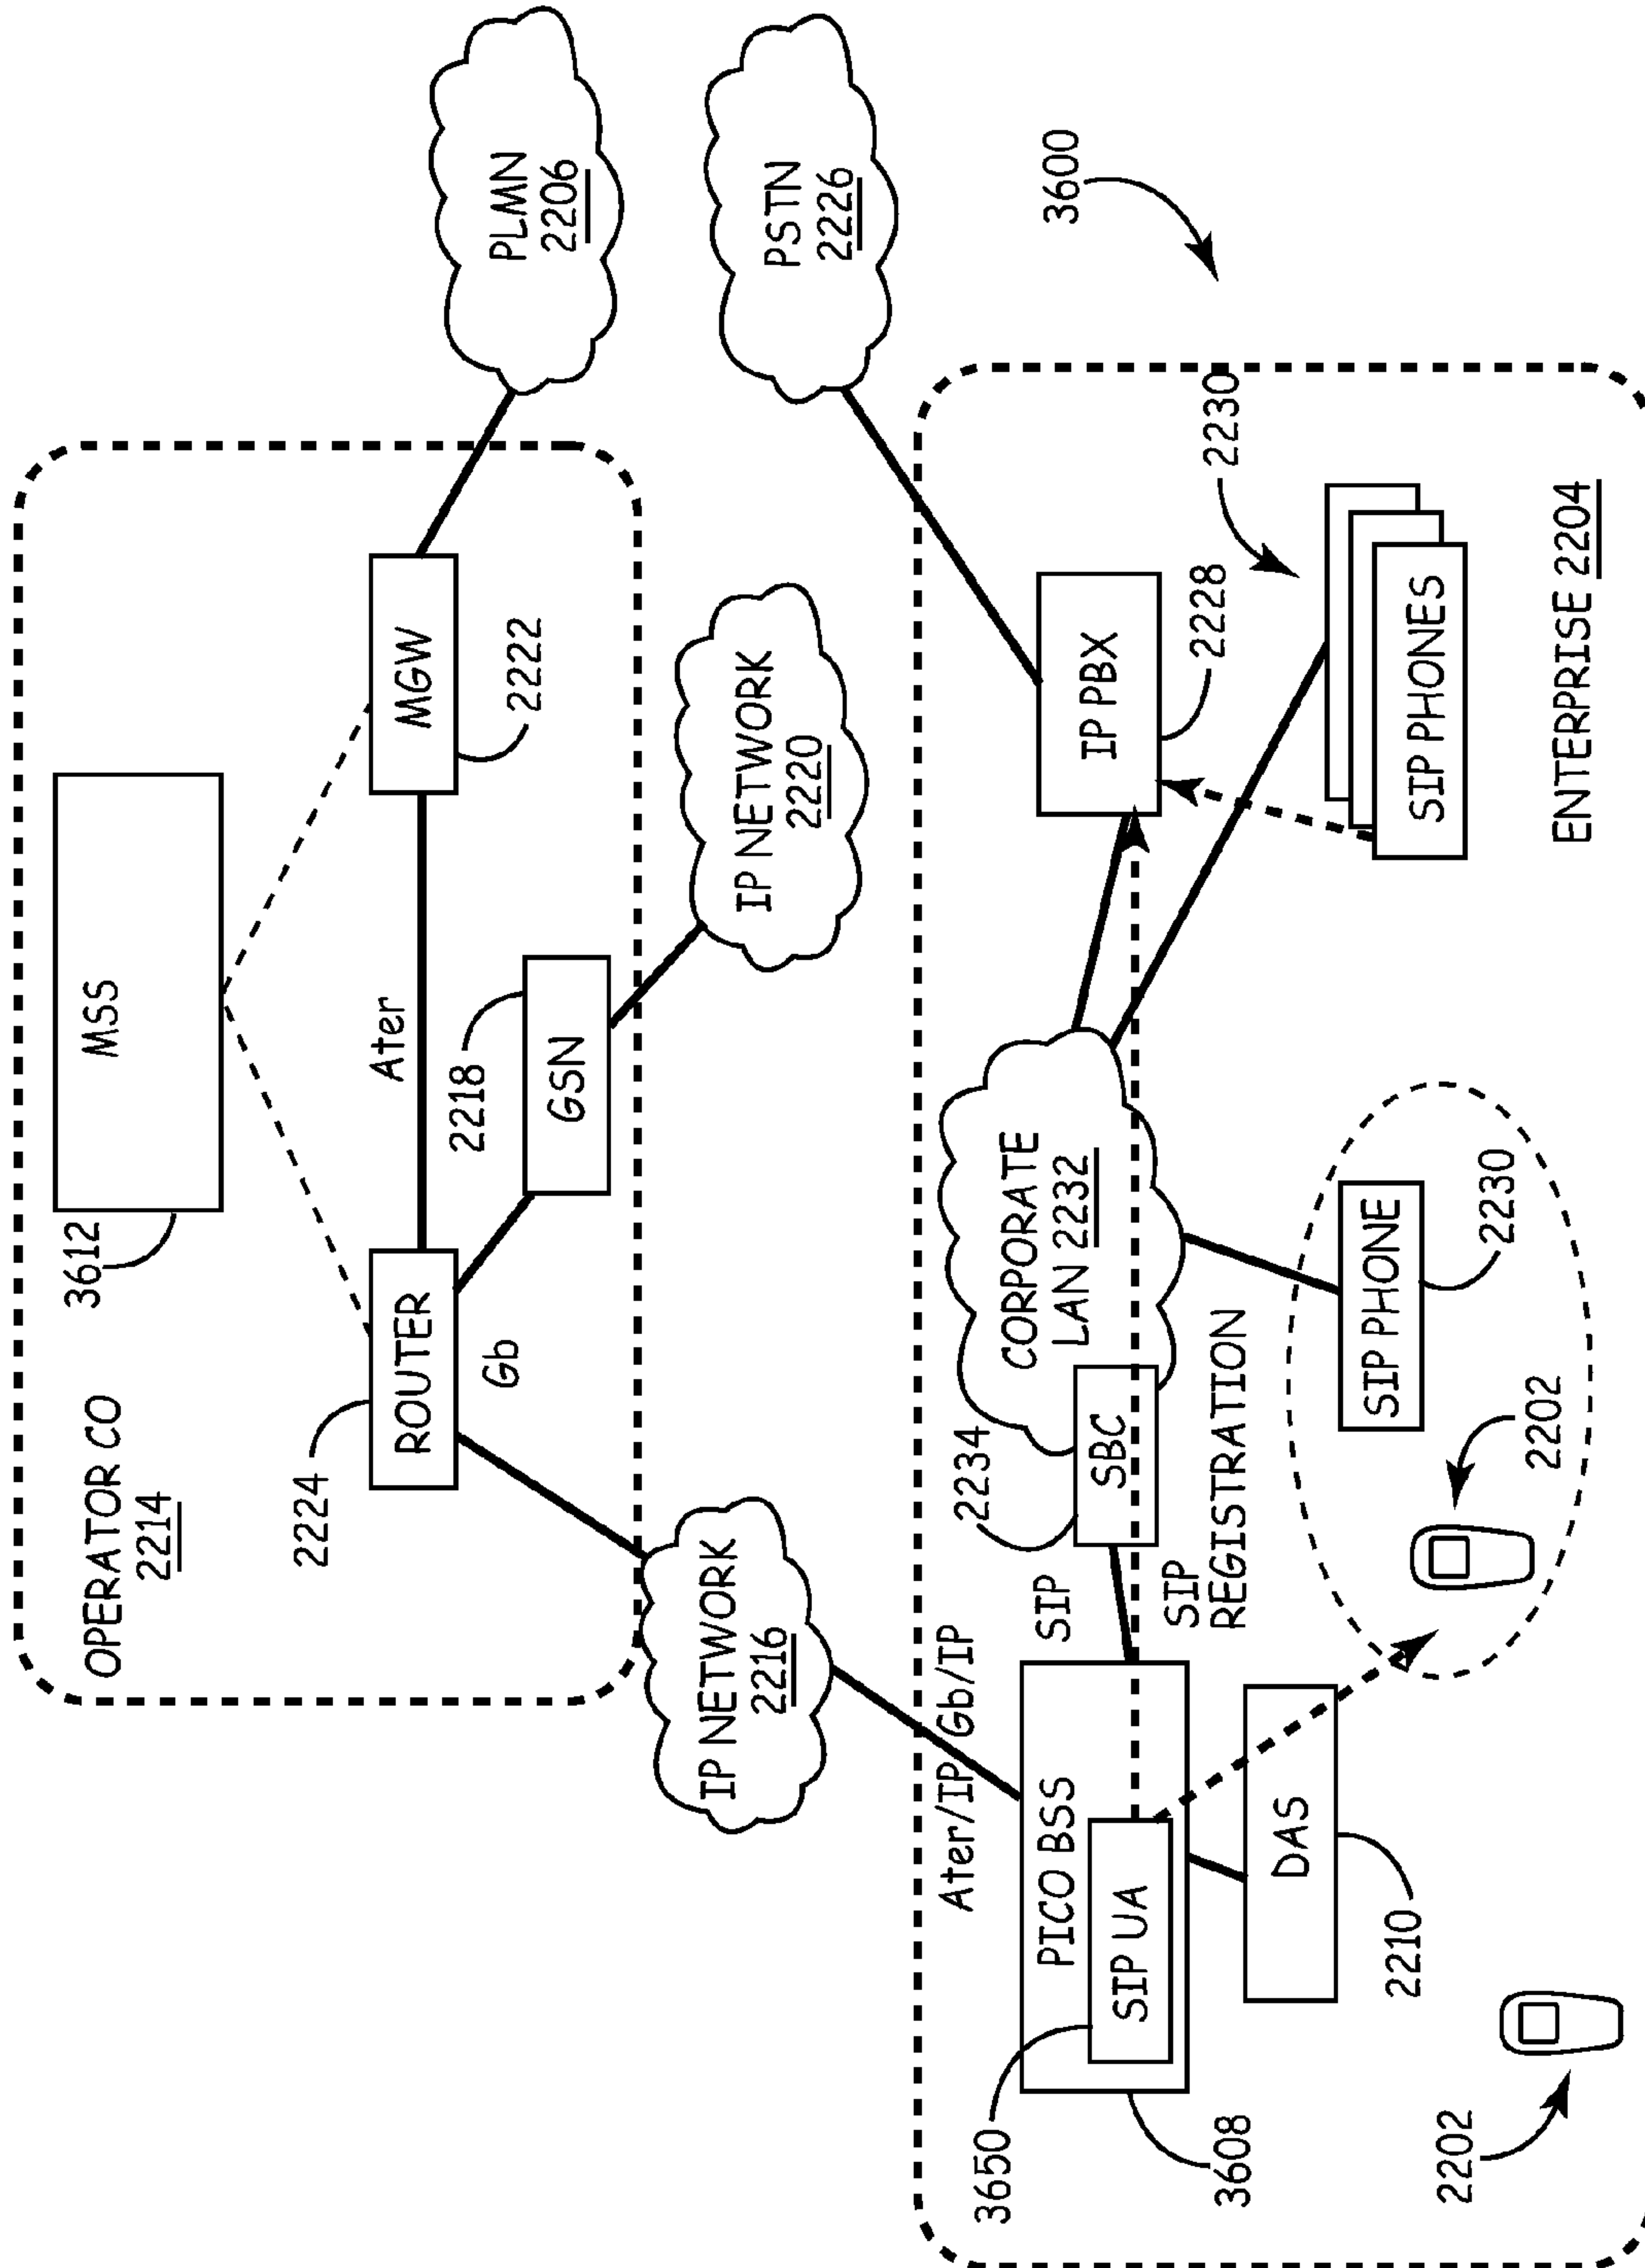 OPERATOR CO
2214
3612
MSS
2224
ROUTER
Ater
MGW
2222
Gb
2218
GSN
PLMN
2206
IP NETWORK
2216
IP NETWORK
2220
PSTN
2226
3600
Ater/IP Gb/IP
PICO BSS
SIP UA
3650
3608
SIP
2234
SBC
CORPORATE
LAN 2232
SIP
REGISTRATION
IP PBX
2228
2230
SIP PHONES
DAS
2210
SIP PHONE
2230
2202
2202
ENTERPRISE 2204